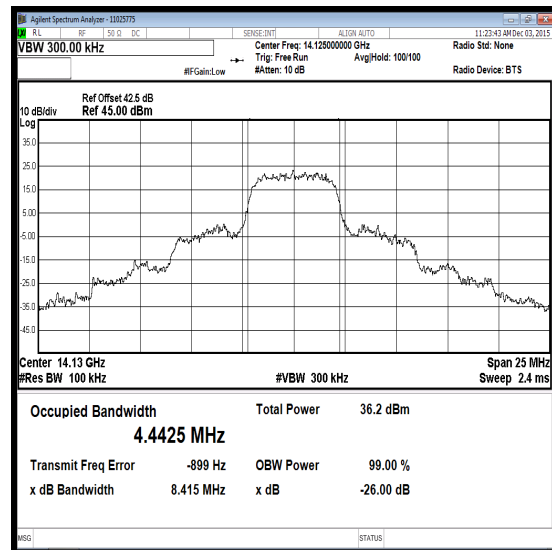 Agilent Spectrum Analyzer - 11025775
RL RF 50 Ω DC SENSE:INT ALIGN AUTO 11:23:43 AM Dec 03, 2015
VBW 300.00 kHz Center Freq: 14.125000000 GHz Radio Std: None
Trig: Free Run Avg|Hold: 100/100
#IFGain:Low #Atten: 10 dB Radio Device: BTS
Ref Offset 42.5 dB
10 dB/div Ref 45.00 dBm
Log
35.0
25.0
15.0
5.00
-5.00
-15.0
-25.0
-35.0
-45.0
Center 14.13 GHz Span 25 MHz
#Res BW 100 kHz #VBW 300 kHz Sweep 2.4 ms
Occupied Bandwidth Total Power 36.2 dBm
4.4425 MHz
Transmit Freq Error -899 Hz OBW Power 99.00 %
x dB Bandwidth 8.415 MHz x dB -26.00 dB
MSG STATUS